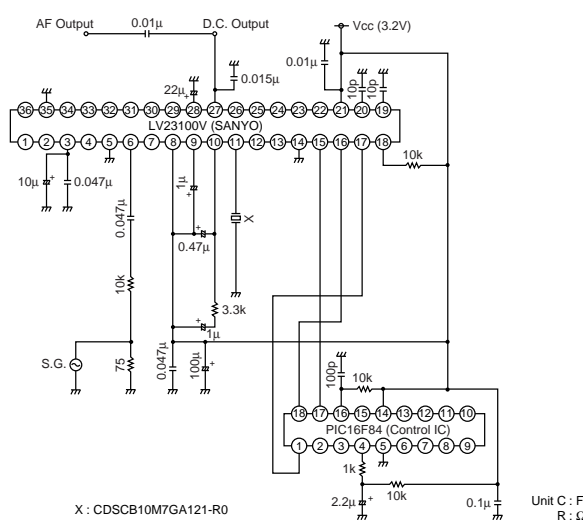 AF Output
0.01μ
D.C. Output
Vcc (3.2V)
0.01μ
22μ
+
0.015μ
10p
10p
36 35 34 33 32 31 30 29 28 27 26 25 24 23 22 21 20 19
LV23100V (SANYO)
1 2 3 4 5 6 7 8 9 10 11 12 13 14 15 16 17 18
10k
10μ
+
0.047μ
0.047μ
1μ
+
X
0.47μ
+
10k
3.3k
+
1μ
S.G.
75
0.047μ
100μ
+
100p
10k
18 17 16 15 14 13 12 11 10
PIC16F84 (Control IC)
1 2 3 4 5 6 7 8 9
1k
10k
2.2μ
+
0.1μ
X : CDSCB10M7GA121-R0
Unit C : F
R : Ω